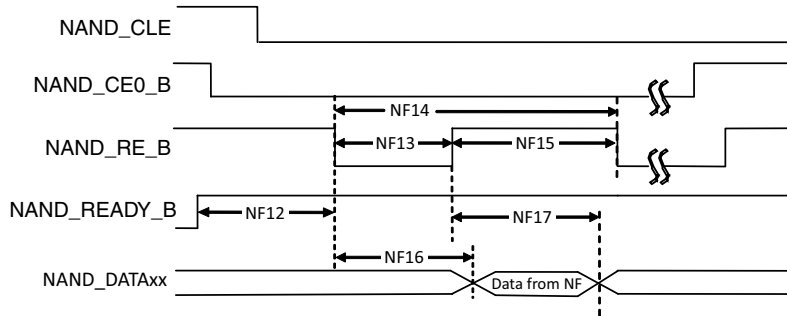 NAND_CLE
NAND_CE0_B
NF14
NAND_RE_B
NF13
NF15
NAND_READY_B
NF12
NF17
NF16
NAND_DATAxx
Data from NF